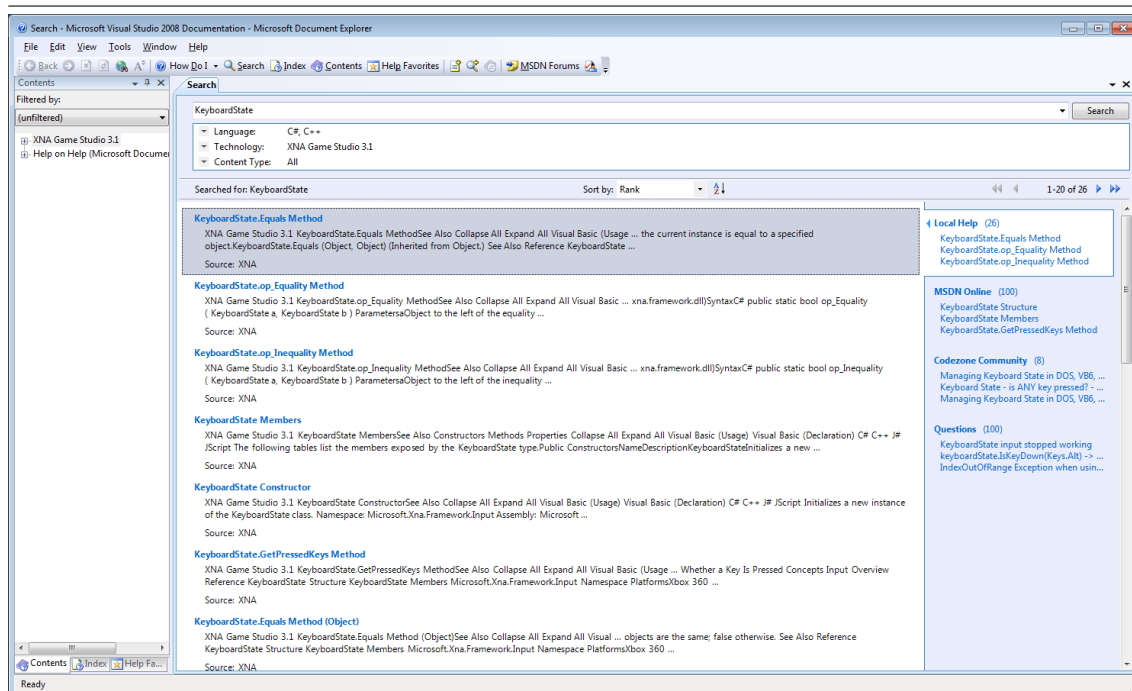 Search - Microsoft Visual Studio 2008 Documentation - Microsoft Document Explorer
File Edit View Tools Window Help
Back How Do I Search Index Contents Help Favorites MSDN Forums
Contents
Filtered by:
(unfiltered)
XNA Game Studio 3.1
Help on Help (Microsoft Documen
Contents Index Help Fa...
Search
KeyboardState Search
Language: C#, C++
Technology: XNA Game Studio 3.1
Content Type: All
Searched for: KeyboardState Sort by: Rank 1-20 of 26
KeyboardState.Equals Method
XNA Game Studio 3.1 KeyboardState.Equals MethodSee Also Collapse All Expand All Visual Basic (Usage ... the current instance is equal to a specified
object.KeyboardState.Equals (Object, Object) (Inherited from Object.) See Also Reference KeyboardState ...
Source: XNA
KeyboardState.op_Equality Method
XNA Game Studio 3.1 KeyboardState.op_Equality MethodSee Also Collapse All Expand All Visual Basic ... xna.framework.dll)SyntaxC# public static bool op_Equality
( KeyboardState a, KeyboardState b ) ParametersaObject to the left of the equality ...
Source: XNA
KeyboardState.op_Inequality Method
XNA Game Studio 3.1 KeyboardState.op_Inequality MethodSee Also Collapse All Expand All Visual Basic ... xna.framework.dll)SyntaxC# public static bool op_Inequality
( KeyboardState a, KeyboardState b ) ParametersaObject to the left of the inequality ...
Source: XNA
KeyboardState Members
XNA Game Studio 3.1 KeyboardState MembersSee Also Constructors Methods Properties Collapse All Expand All Visual Basic (Usage) Visual Basic (Declaration) C# C++ J#
JScript The following tables list the members exposed by the KeyboardState type.Public ConstructorsNameDescriptionKeyboardStateInitializes a new ...
Source: XNA
KeyboardState Constructor
XNA Game Studio 3.1 KeyboardState ConstructorSee Also Collapse All Expand All Visual Basic (Usage) Visual Basic (Declaration) C# C++ J# JScript Initializes a new instance
of the KeyboardState class. Namespace: Microsoft.Xna.Framework.Input Assembly: Microsoft ...
Source: XNA
KeyboardState.GetPressedKeys Method
XNA Game Studio 3.1 KeyboardState.GetPressedKeys MethodSee Also Collapse All Expand All Visual Basic (Usage ... Whether a Key Is Pressed Concepts Input Overview
Reference KeyboardState Structure KeyboardState Members Microsoft.Xna.Framework.Input Namespace PlatformsXbox 360 ...
Source: XNA
KeyboardState.Equals Method (Object)
XNA Game Studio 3.1 KeyboardState.Equals Method (Object)See Also Collapse All Expand All Visual ... objects are the same; false otherwise. See Also Reference
KeyboardState Structure KeyboardState Members Microsoft.Xna.Framework.Input Namespace PlatformsXbox 360 ...
Source: XNA
Local Help (26)
KeyboardState.Equals Method
KeyboardState.op_Equality Method
KeyboardState.op_Inequality Method
MSDN Online (100)
KeyboardState Structure
KeyboardState Members
KeyboardState.GetPressedKeys Method
Codezone Community (8)
Managing Keyboard State in DOS, VB6, ...
Keyboard State - is ANY key pressed? - ...
Managing Keyboard State in DOS, VB6, ...
Questions (100)
KeyboardState input stopped working
keyboardState.IsKeyDown(Keys.Alt) -> ...
IndexOutOfRange Exception when usin...
Ready